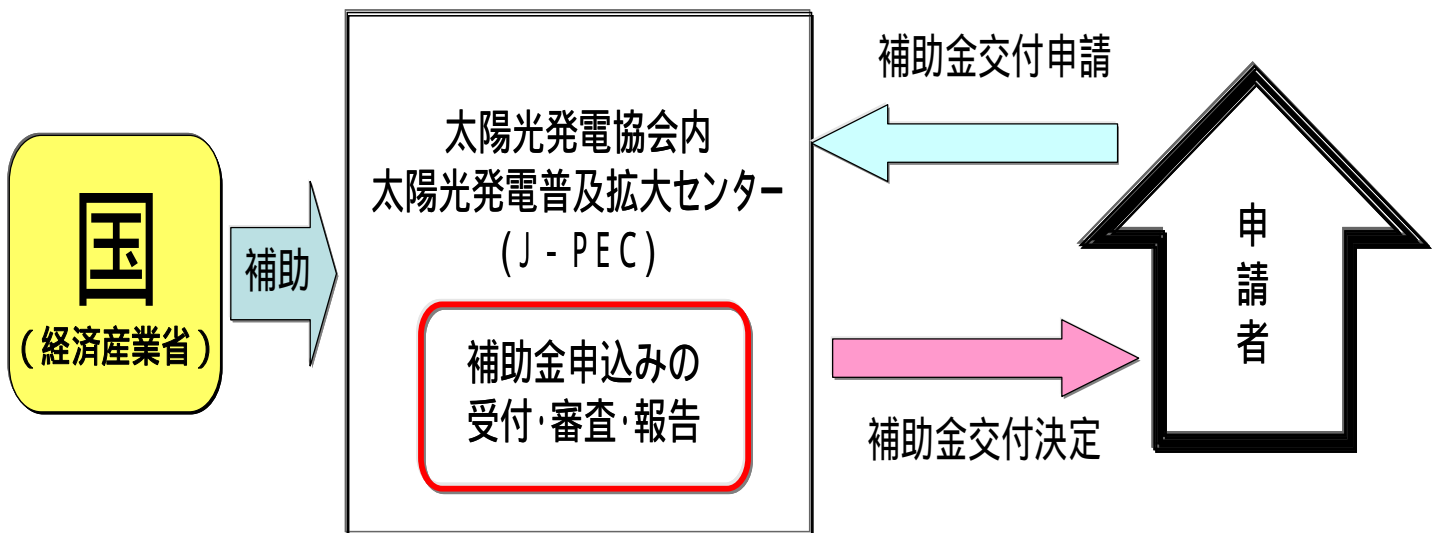 国
(経済産業省)
補助
太陽光発電協会内
太陽光発電普及拡大センター
(J-PEC)
補助金申込みの
受付・審査・報告
補助金交付申請
補助金交付決定
申請者